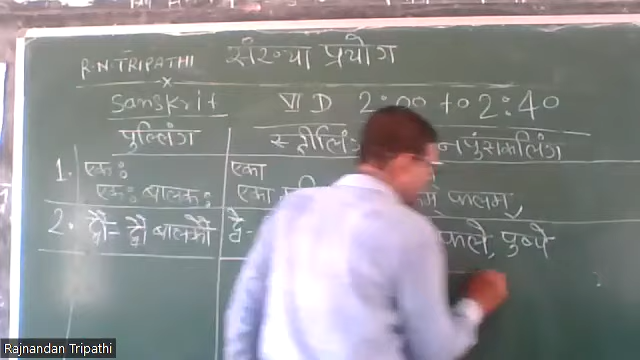 R.N.TRIPATHI संख्या प्रयोग
x
Sanskrit VI D 2:00 to 2:40
पुल्लिंग स्त्रीलिंग नपुंसकलिंग
1. एकः एका
एकः बालकः एका फलम्
2. द्वौ = द्वौ बालकौ द्वे - फले, पुष्पे
Rajnandan Tripathi